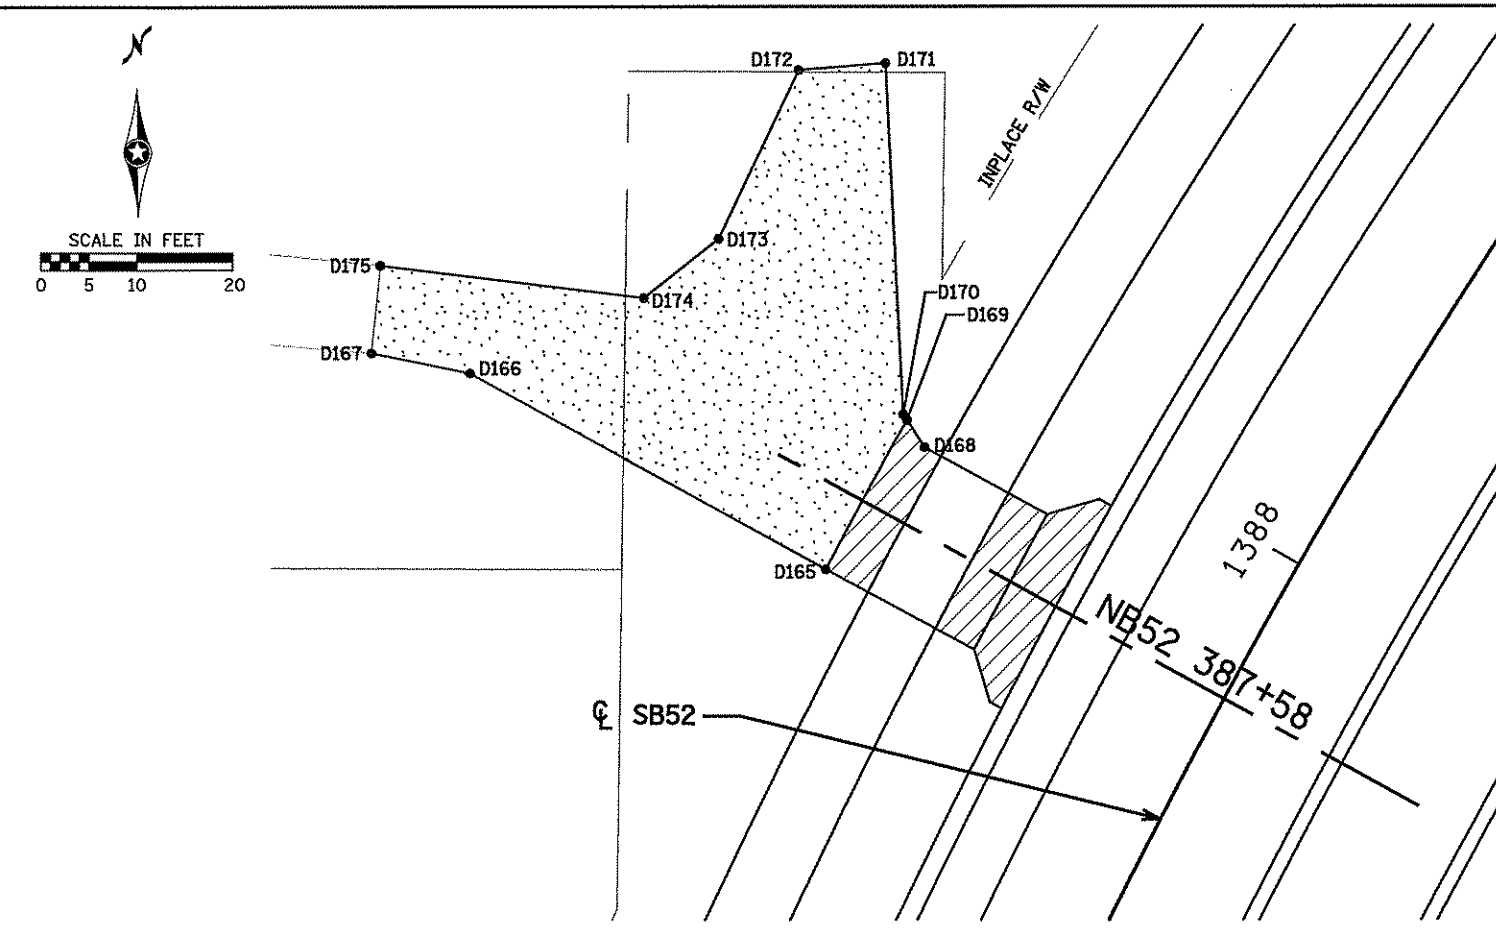 N
SCALE IN FEET
0 5 10 20
D172
D171
INPLACE R/W
D173
D175
D174
D170
D169
D167
D166
D168
D165
1388
NB52 387+58
℄ SB52